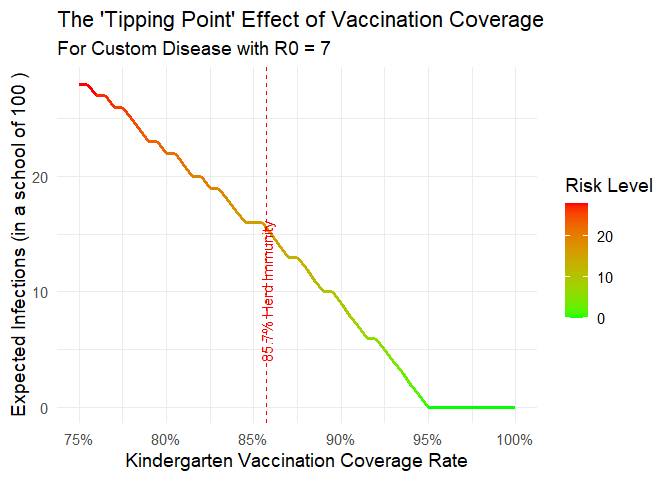 The 'Tipping Point' Effect of Vaccination Coverage
For Custom Disease with R0 = 7
Expected Infections (in a school of 100 )
20
10
0
85.7% Herd Immunity
75%
80%
85%
90%
95%
100%
Kindergarten Vaccination Coverage Rate
Risk Level
20
10
0